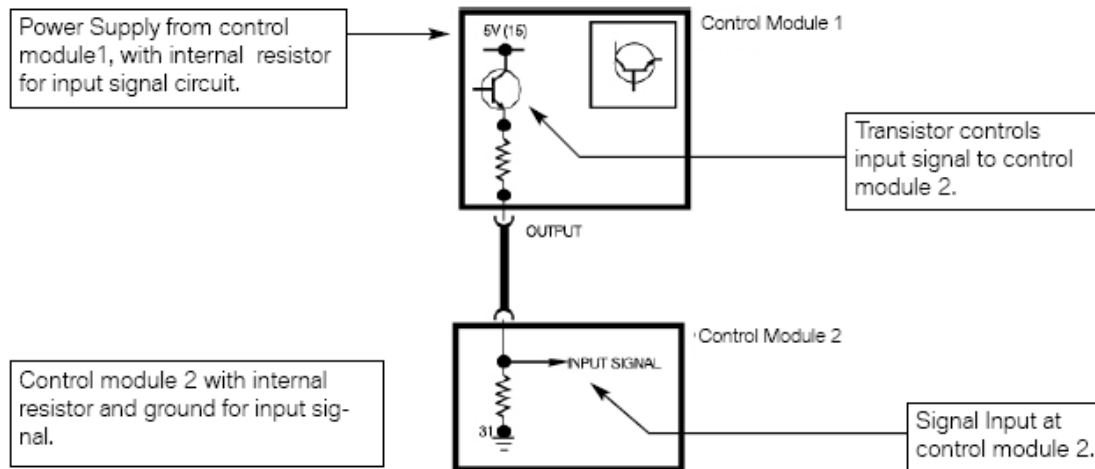 Power Supply from control
module1, with internal resistor
for input signal circuit.
5V (15)
Control Module 1
Transistor controls
input signal to control
module 2.
OUTPUT
Control Module 2
INPUT SIGNAL
Control module 2 with internal
resistor and ground for input sig-
nal.
31
Signal Input at
control module 2.